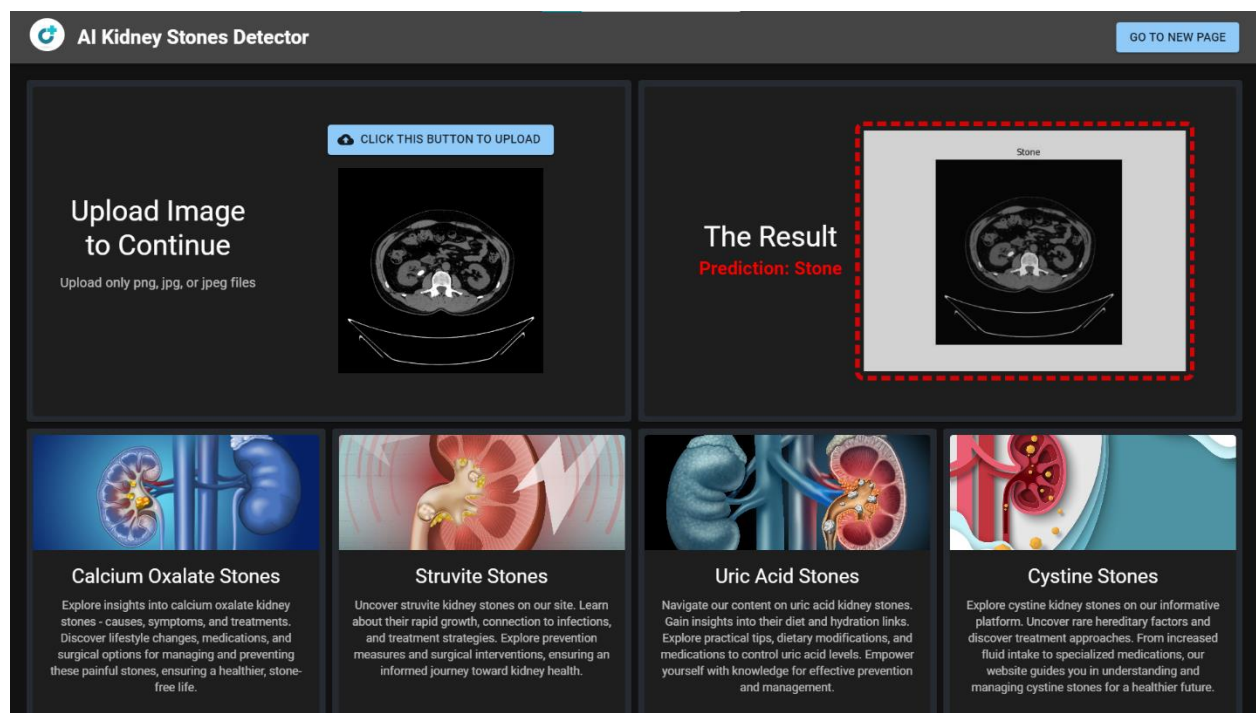 AI Kidney Stones Detector
GO TO NEW PAGE
CLICK THIS BUTTON TO UPLOAD
Upload Image
to Continue
Upload only png, jpg, or jpeg files
The Result
Prediction: Stone
Stone
Calcium Oxalate Stones
Explore insights into calcium oxalate kidney
stones - causes, symptoms, and treatments.
Discover lifestyle changes, medications, and
surgical options for managing and preventing
these painful stones, ensuring a healthier, stone-
free life.
Struvite Stones
Uncover struvite kidney stones on our site. Learn
about their rapid growth, connection to infections,
and treatment strategies. Explore prevention
measures and surgical interventions, ensuring an
informed journey toward kidney health.
Uric Acid Stones
Navigate our content on uric acid kidney stones.
Gain insights into their diet and hydration links.
Explore practical tips, dietary modifications, and
medications to control uric acid levels. Empower
yourself with knowledge for effective prevention
and management.
Cystine Stones
Explore cystine kidney stones on our informative
platform. Uncover rare hereditary factors and
discover treatment approaches. From increased
fluid intake to specialized medications, our
website guides you in understanding and
managing cystine stones for a healthier future.